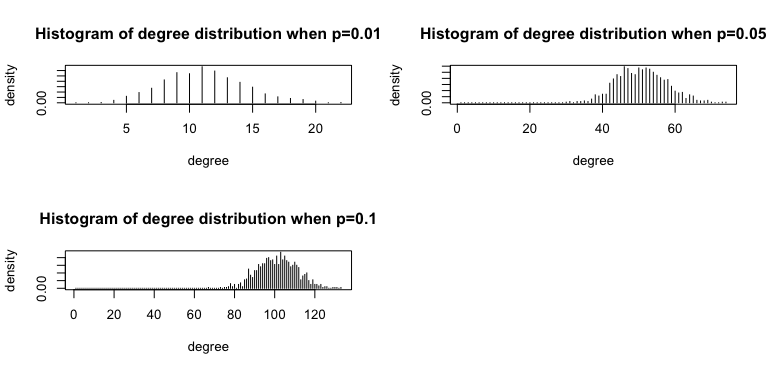 Histogram of degree distribution when p=0.01
density
0.00
5 10 15 20
degree
Histogram of degree distribution when p=0.05
density
0.00
0 20 40 60
degree
Histogram of degree distribution when p=0.1
density
0.00
0 20 40 60 80 100 120
degree